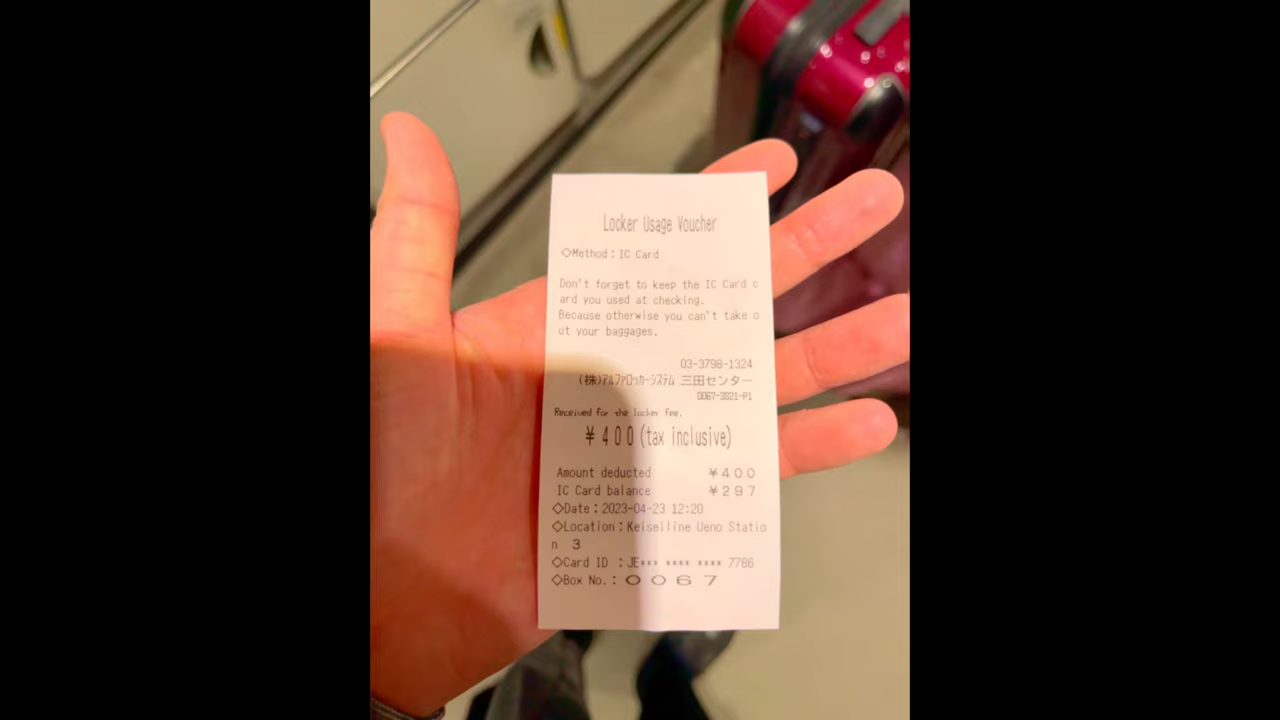 Locker Usage Voucher
◇Method：IC Card
Don't forget to keep the IC Card c
ard you used at checking.
Because otherwise you can't take o
ut your baggages.
03-3798-1324
(株)アルファロッカーシステム 三田センター
0067-3821-P1
Received for the locker fee.
¥400(tax inclusive)
Amount deducted ¥400
IC Card balance ¥297
◇Date：2023-04-23 12:20
◇Location：Keiseiline Ueno Statio
n 3
◇Card ID ：JE*** **** **** 7786
◇Box No.：0067